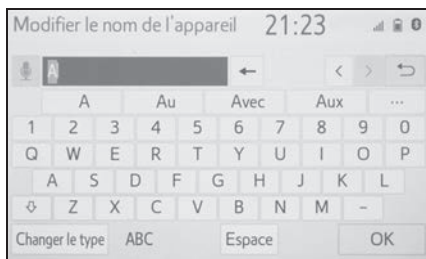 Modifier le nom de l'appareil 21:23
A
A Au Avec Aux ...
1 2 3 4 5 6 7 8 9 0
Q W E R T Y U I O P
A S D F G H J K L
Z X C V B N M -
Changer le type ABC Espace OK